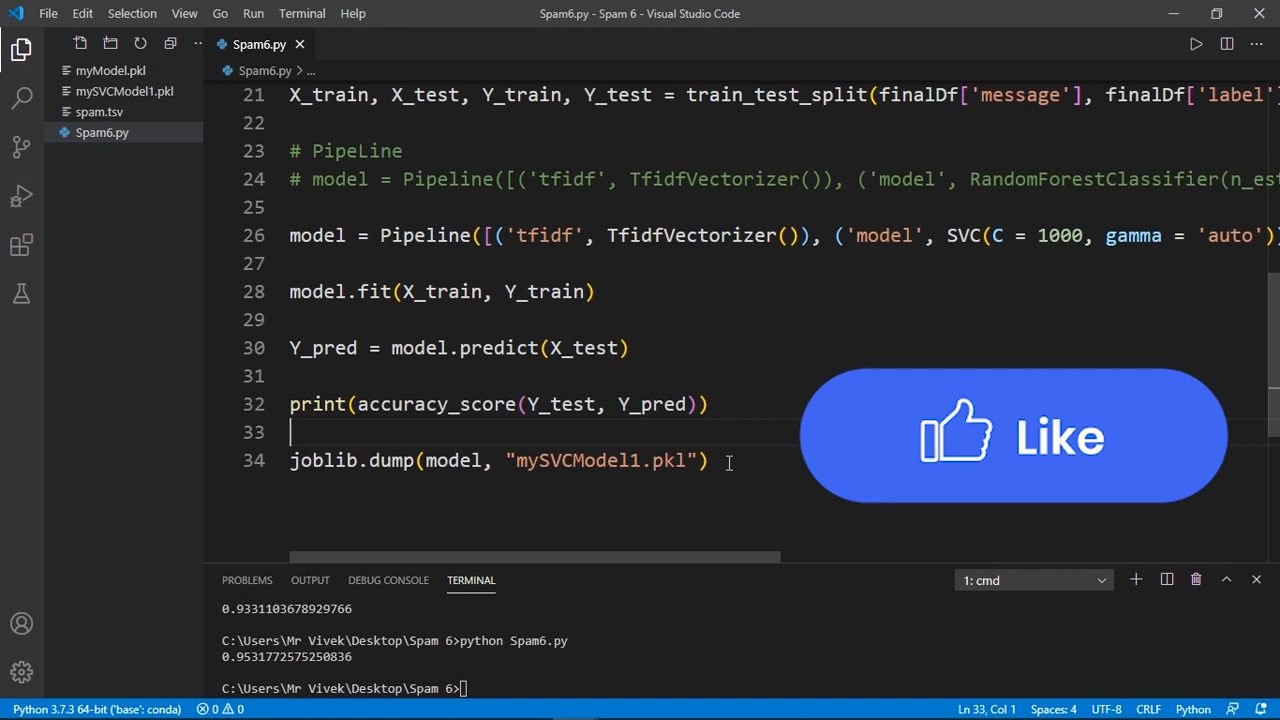 File Edit Selection View Go Run Terminal Help
Spam6.py - Spam 6 - Visual Studio Code
Spam6.py
Spam6.py > ...
myModel.pkl
mySVCModel1.pkl
spam.tsv
Spam6.py
21 X_train, X_test, Y_train, Y_test = train_test_split(finalDf['message'], finalDf['label'
22
23 # PipeLine
24 # model = Pipeline([('tfidf', TfidfVectorizer()), ('model', RandomForestClassifier(n_est
25
26 model = Pipeline([('tfidf', TfidfVectorizer()), ('model', SVC(C = 1000, gamma = 'auto')
27
28 model.fit(X_train, Y_train)
29
30 Y_pred = model.predict(X_test)
31
32 print(accuracy_score(Y_test, Y_pred))
33
34 joblib.dump(model, "mySVCModel1.pkl")
Like
PROBLEMS OUTPUT DEBUG CONSOLE TERMINAL
1: cmd
0.9331103678929766
C:\Users\Mr Vivek\Desktop\Spam 6>python Spam6.py
0.9531772575250836
C:\Users\Mr Vivek\Desktop\Spam 6>
Python 3.7.3 64-bit ('base': conda) 0 0 Ln 33, Col 1 Spaces: 4 UTF-8 CRLF Python